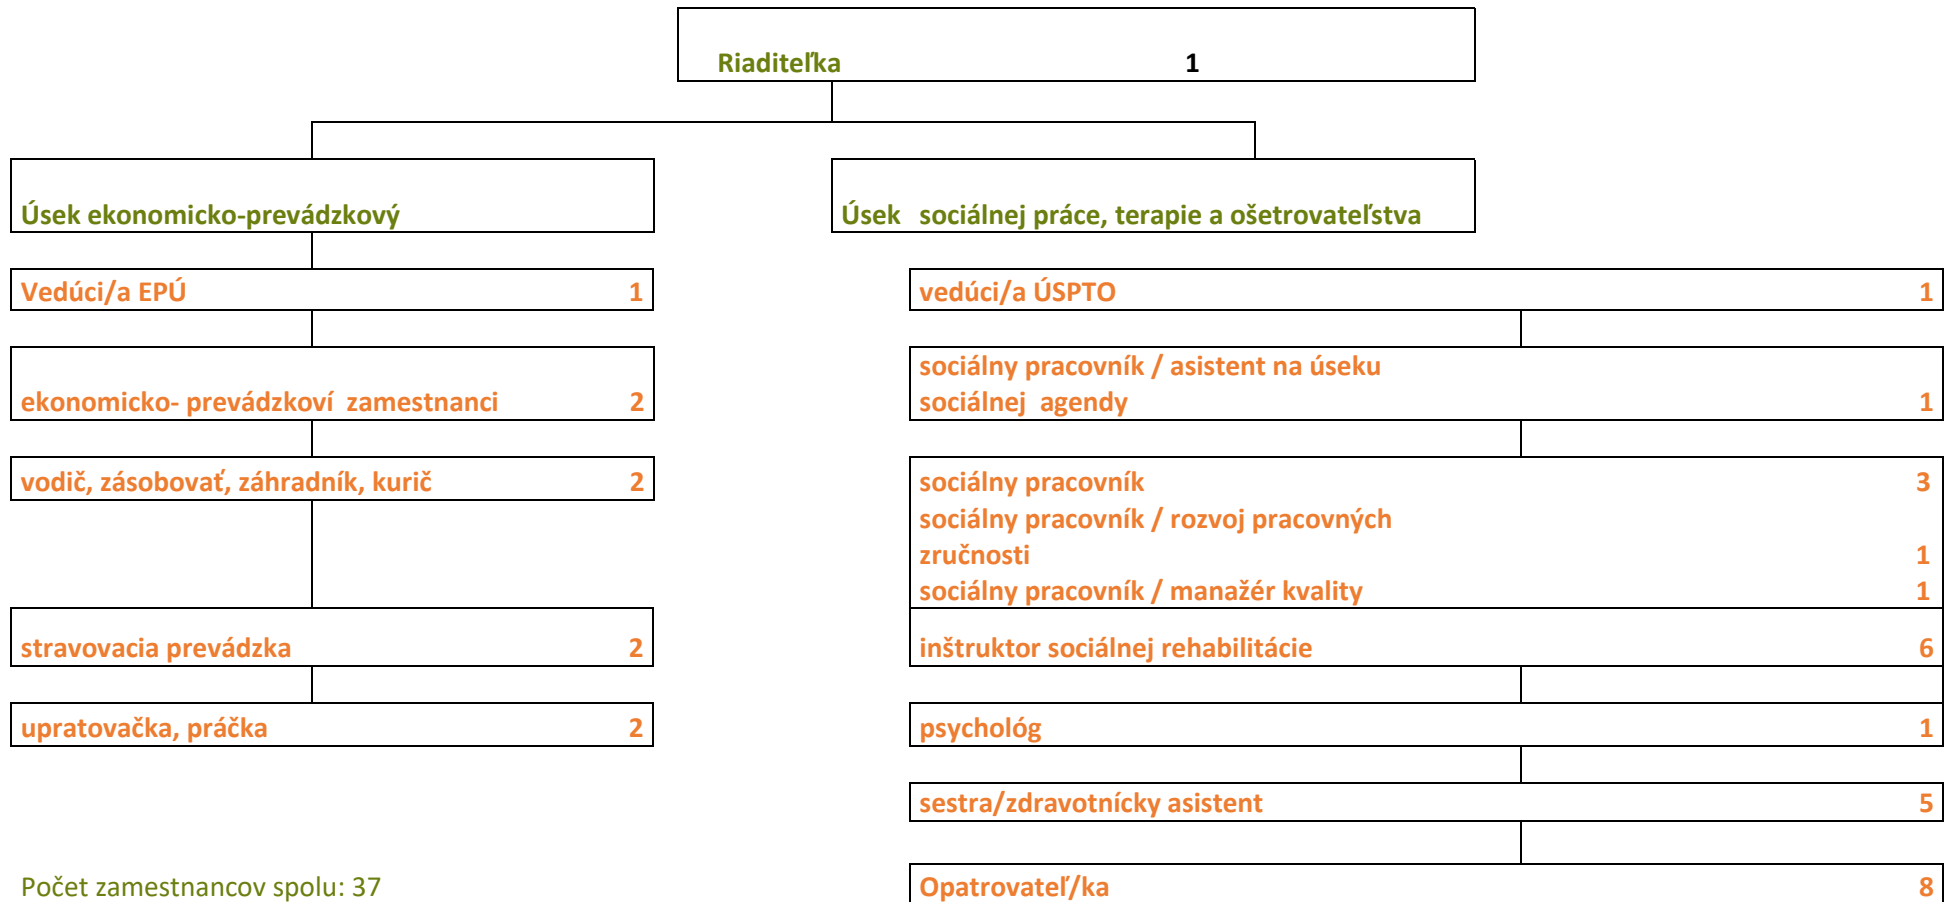 Riaditeľka 1
Úsek ekonomicko-prevádzkový
Úsek sociálnej práce, terapie a ošetrovateľstva
Vedúci/a EPÚ 1
vedúci/a ÚSPTO 1
ekonomicko- prevádzkoví zamestnanci 2
sociálny pracovník / asistent na úseku
sociálnej agendy 1
vodič, zásobovať, záhradník, kurič 2
sociálny pracovník 3
sociálny pracovník / rozvoj pracovných
zručnosti 1
sociálny pracovník / manažér kvality 1
stravovacia prevádzka 2
inštruktor sociálnej rehabilitácie 6
upratovačka, práčka 2
psychológ 1
sestra/zdravotnícky asistent 5
Počet zamestnancov spolu: 37
Opatrovateľ/ka 8